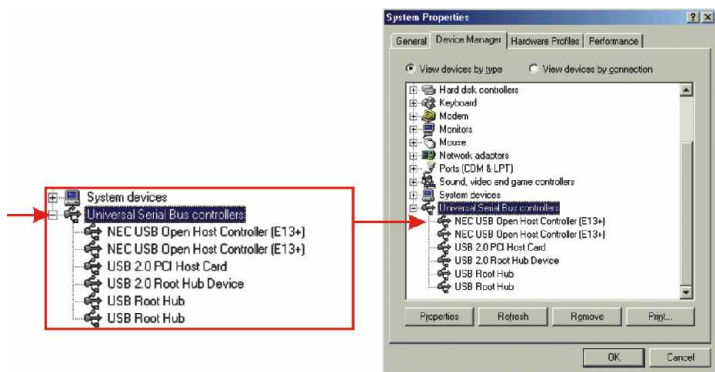 System devices
Universal Serial Bus controllers
NEC USB Open Host Controller (E13+)
NEC USB Open Host Controller (E13+)
USB 2.0 PCI Host Card
USB 2.0 Root Hub Device
USB Root Hub
USB Root Hub
System Properties
General Device Manager Hardware Profiles Performance
View devices by type View devices by connection
Hard disk controllers
Keyboard
Modem
Monitors
Mouse
Network adapters
Ports (COM & LPT)
Sound, video and game controllers
System devices
Universal Serial Bus controllers
NEC USB Open Host Controller (E13+)
NEC USB Open Host Controller (E13+)
USB 2.0 PCI Host Card
USB 2.0 Root Hub Device
USB Root Hub
USB Root Hub
Properties Refresh Remove Print...
OK Cancel